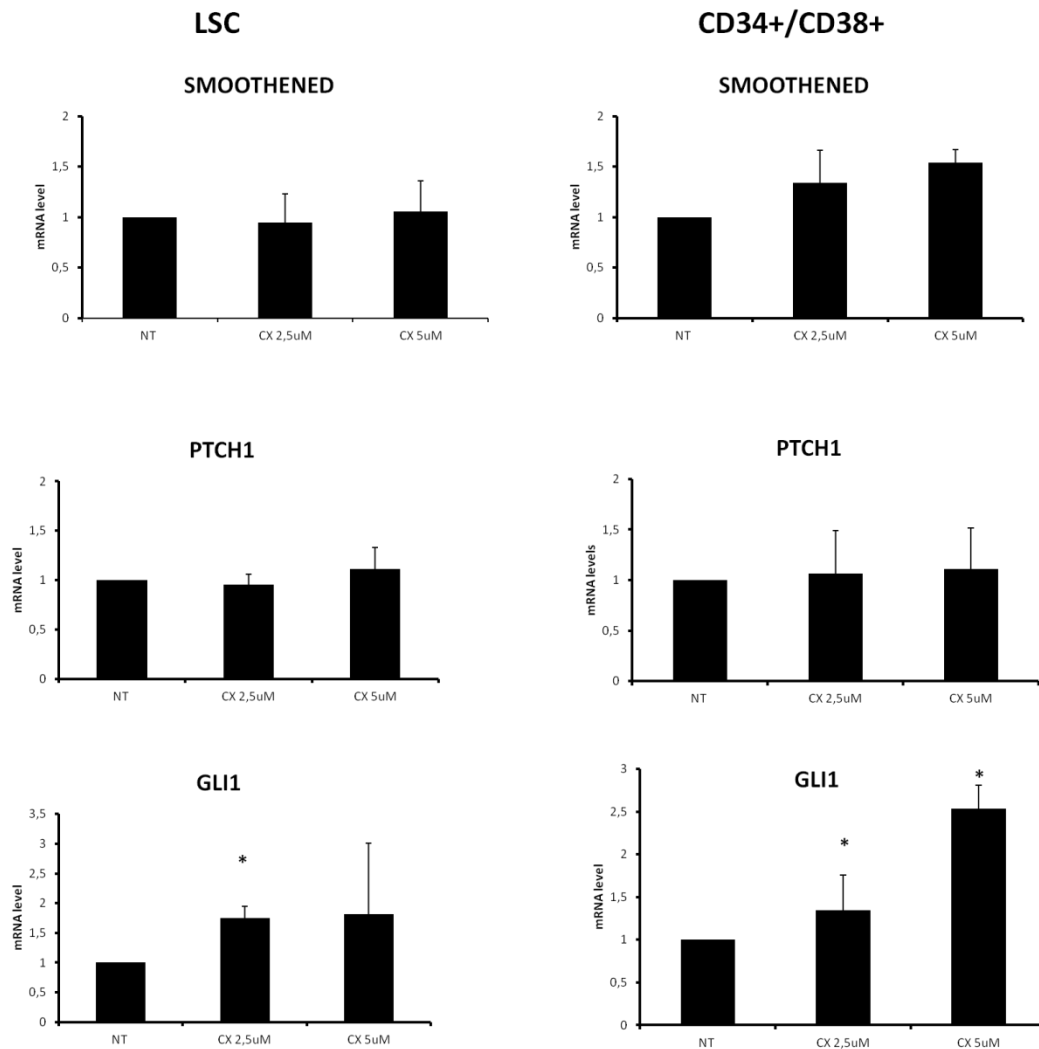 LSC
CD34+/CD38+
SMOOTHENED
mRNA level
2
1,5
1
0,5
0
NT
CX 2,5uM
CX 5uM
SMOOTHENED
mRNA level
2
1,5
1
0,5
0
NT
CX 2,5uM
CX 5uM
PTCH1
mRNA level
2
1,5
1
0,5
0
NT
CX 2,5uM
CX 5uM
PTCH1
mRNA levels
2
1,5
1
0,5
0
NT
CX 2,5uM
CX 5uM
GLI1
mRNA level
3,5
3
2,5
2
1,5
1
0,5
0
*
NT
CX 2,5uM
CX 5uM
GLI1
mRNA level
3
2,5
2
1,5
1
0,5
0
*
*
NT
CX 2,5uM
CX 5uM